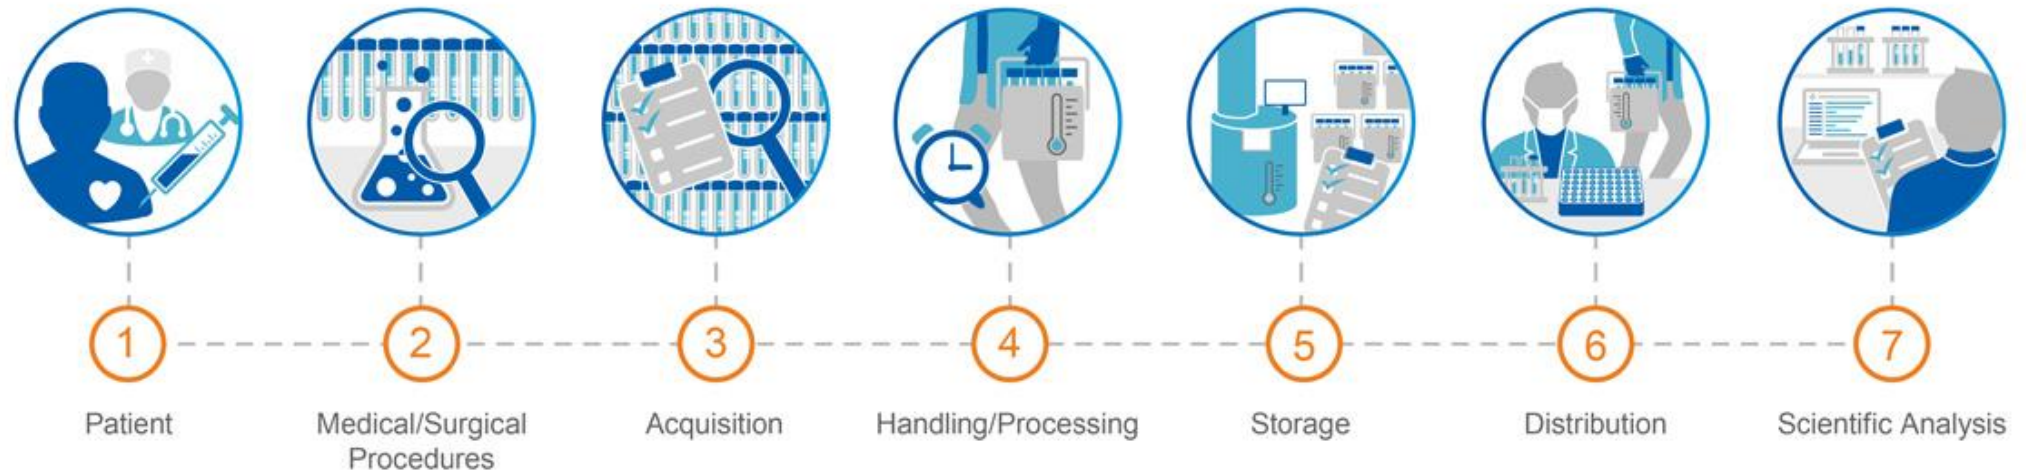 1
2
3
4
5
6
7
Patient
Medical/Surgical
Procedures
Acquisition
Handling/Processing
Storage
Distribution
Scientific Analysis